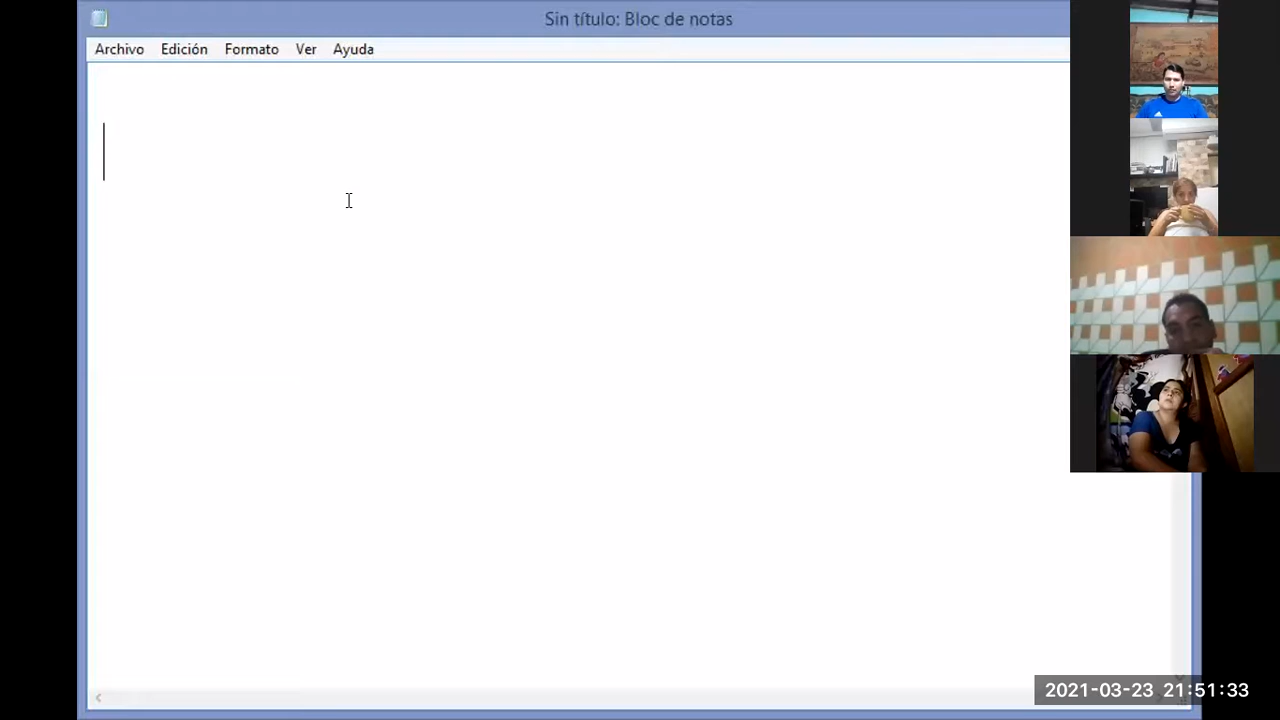 Sin título: Bloc de notas
Archivo Edición Formato Ver Ayuda
2021-03-23 21:51:33